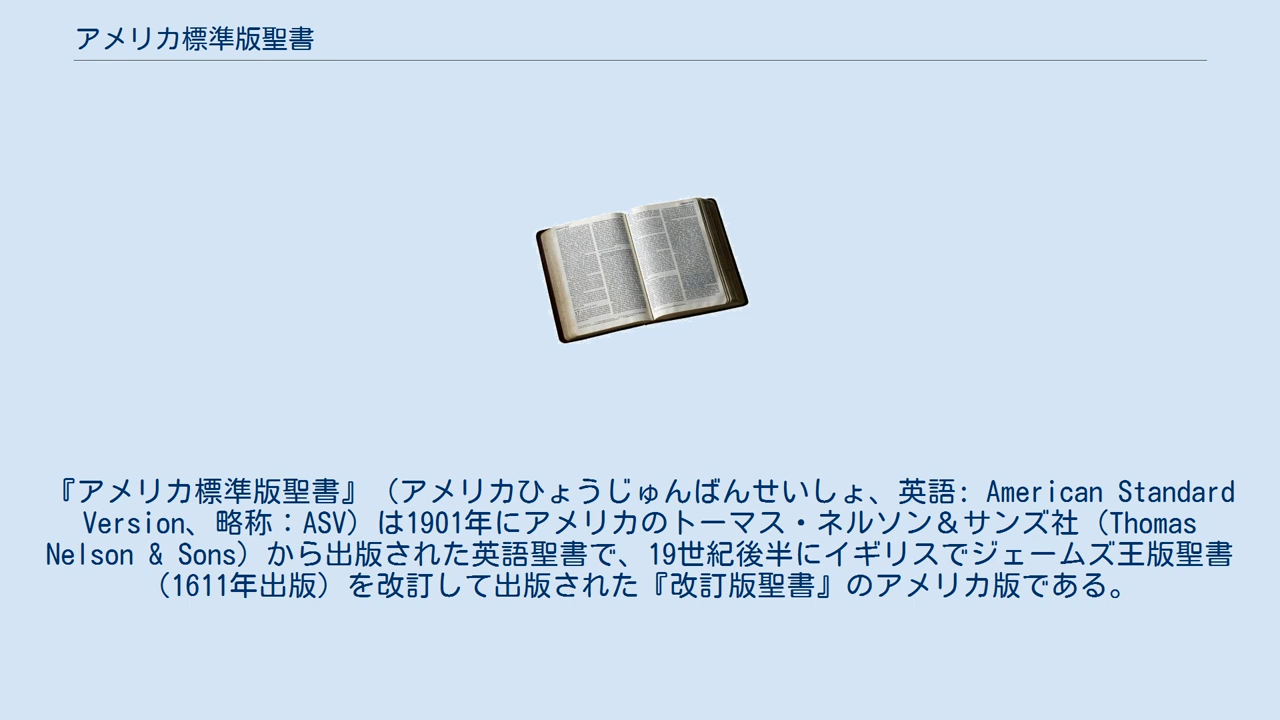 アメリカ標準版聖書
『アメリカ標準版聖書』（アメリカひょうじゅんばんせいしょ、英語: American Standard
Version、略称：ASV）は1901年にアメリカのトーマス・ネルソン＆サンズ社（Thomas
Nelson & Sons）から出版された英語聖書で、19世紀後半にイギリスでジェームズ王版聖書
（1611年出版）を改訂して出版された『改訂版聖書』のアメリカ版である。